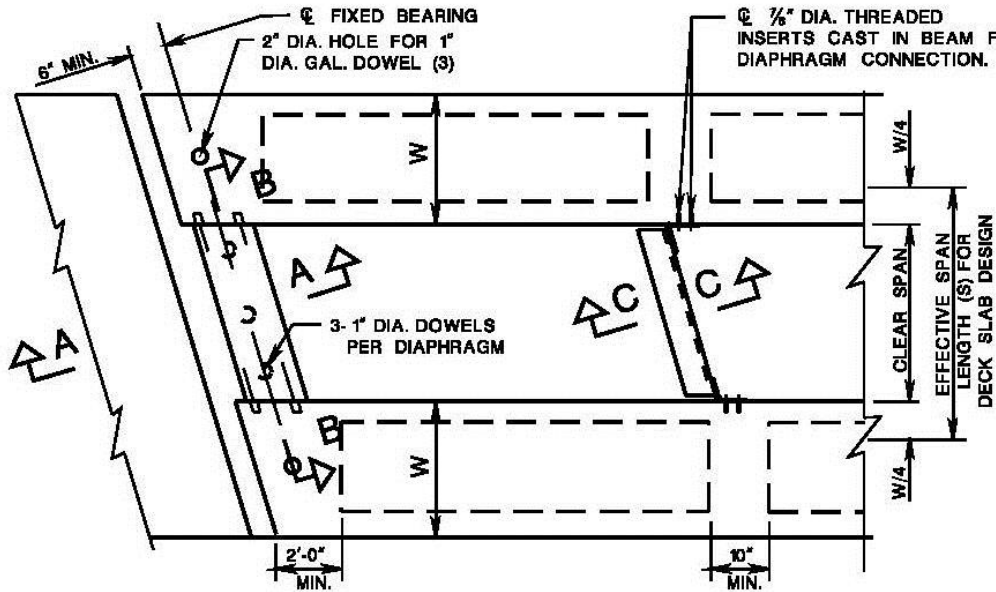 ℄ FIXED BEARING
2" DIA. HOLE FOR 1"
DIA. GAL. DOWEL (3)
℄ 7/8" DIA. THREADED
INSERTS CAST IN BEAM F
DIAPHRAGM CONNECTION.
6" MIN.
W
W/4
B
A
C
C
CLEAR SPAN
EFFECTIVE SPAN
LENGTH (S) FOR
DECK SLAB DESIGN
3- 1" DIA. DOWELS
PER DIAPHRAGM
A
B
W
W/4
2'-0"
MIN.
10"
MIN.